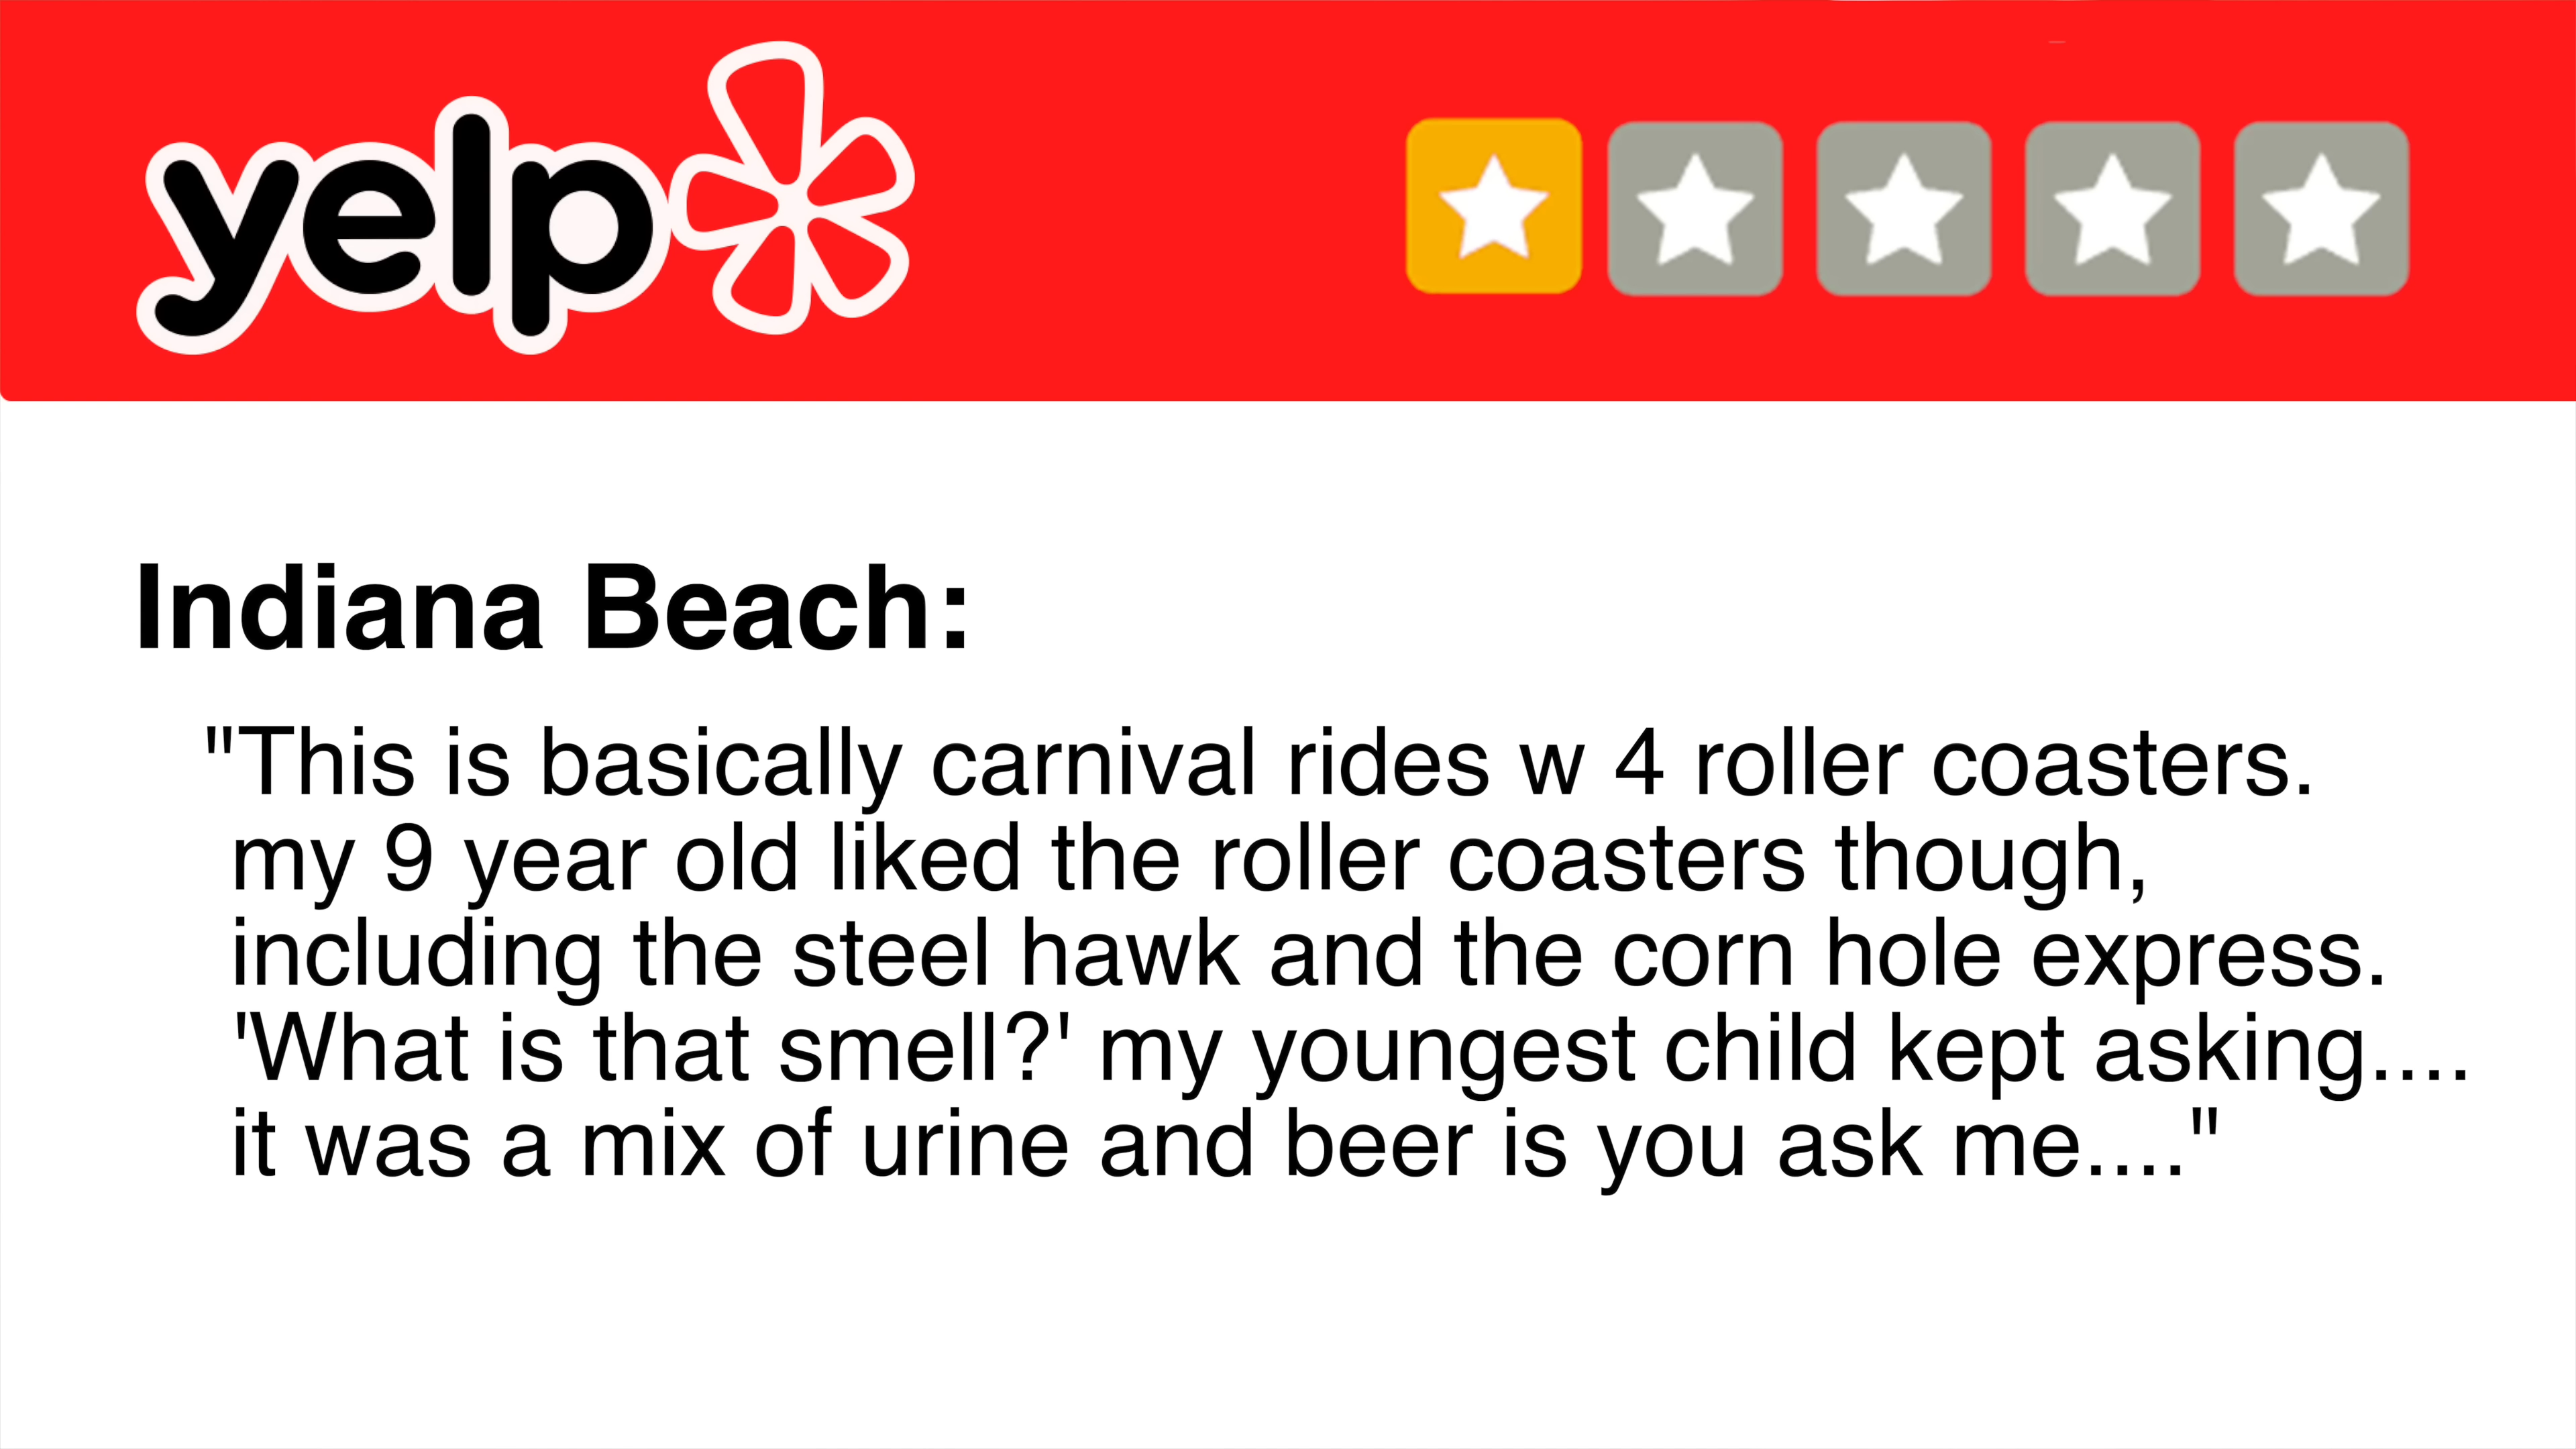 yelp
Indiana Beach:
"This is basically carnival rides w 4 roller coasters.
my 9 year old liked the roller coasters though,
including the steel hawk and the corn hole express.
'What is that smell?' my youngest child kept asking....
it was a mix of urine and beer is you ask me...."